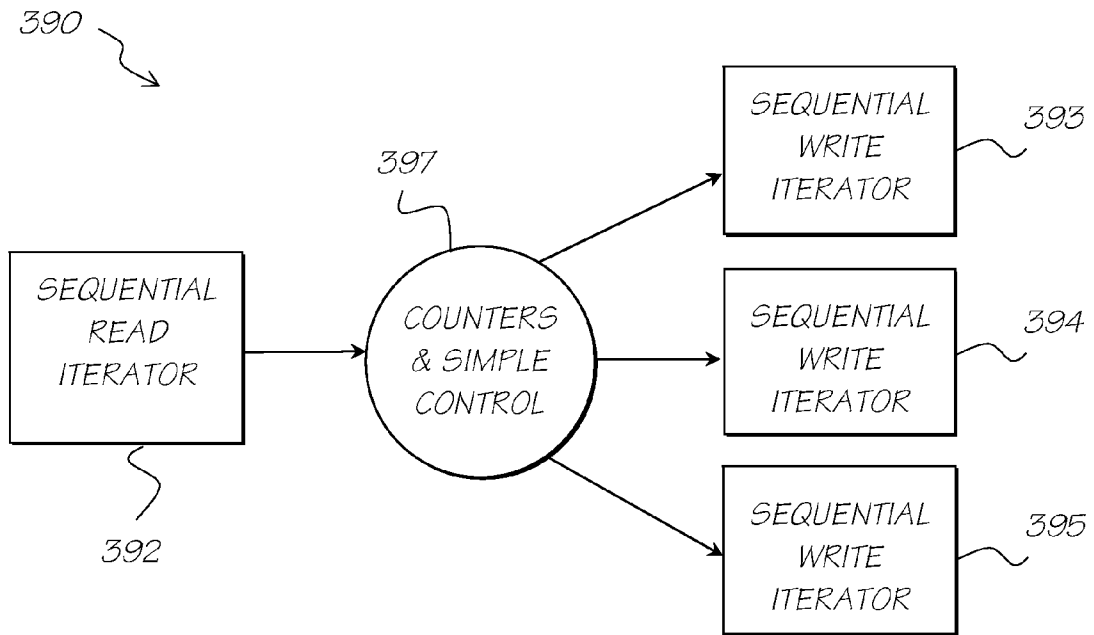 390
397
SEQUENTIAL
READ
ITERATOR
392
COUNTERS
& SIMPLE
CONTROL
SEQUENTIAL
WRITE
ITERATOR
393
SEQUENTIAL
WRITE
ITERATOR
394
SEQUENTIAL
WRITE
ITERATOR
395